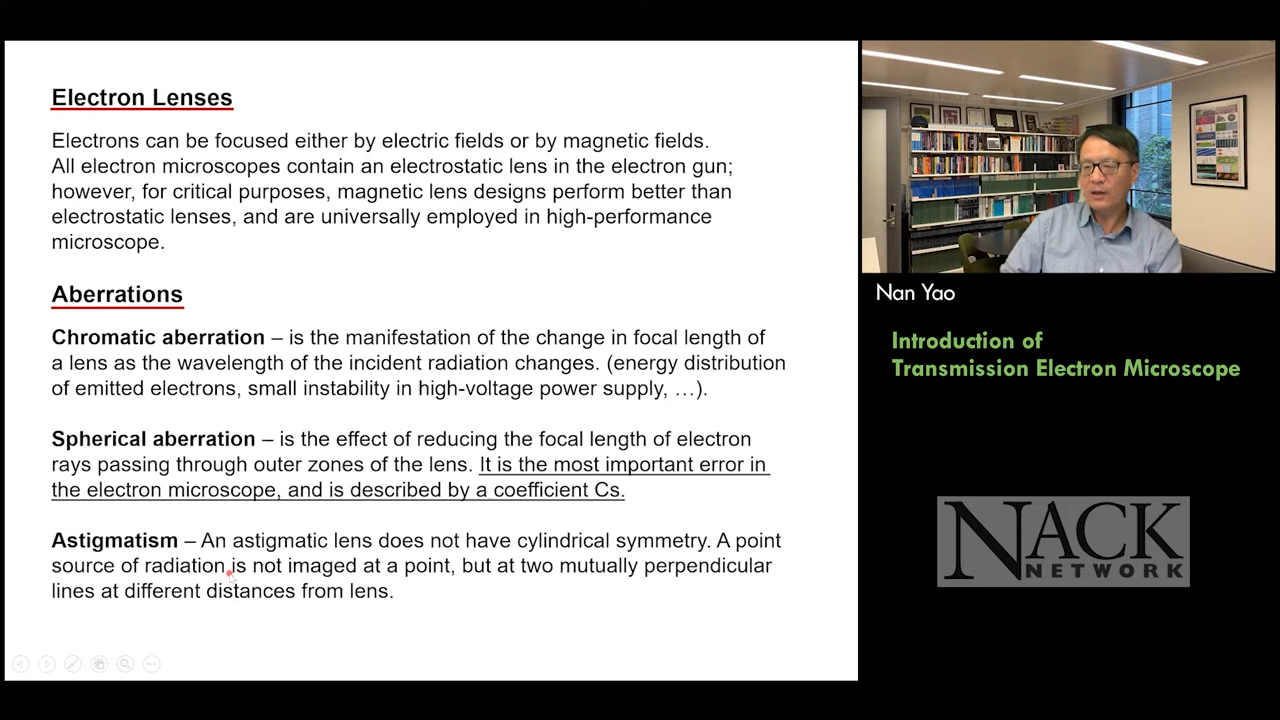 Electron Lenses
Electrons can be focused either by electric fields or by magnetic fields.
All electron microscopes contain an electrostatic lens in the electron gun;
however, for critical purposes, magnetic lens designs perform better than
electrostatic lenses, and are universally employed in high-performance
microscope.
Aberrations
Chromatic aberration – is the manifestation of the change in focal length of
a lens as the wavelength of the incident radiation changes. (energy distribution
of emitted electrons, small instability in high-voltage power supply, …).
Spherical aberration – is the effect of reducing the focal length of electron
rays passing through outer zones of the lens. It is the most important error in
the electron microscope, and is described by a coefficient Cs.
Astigmatism – An astigmatic lens does not have cylindrical symmetry. A point
source of radiation is not imaged at a point, but at two mutually perpendicular
lines at different distances from lens.
Nan Yao
Introduction of
Transmission Electron Microscope
NACK
NETWORK